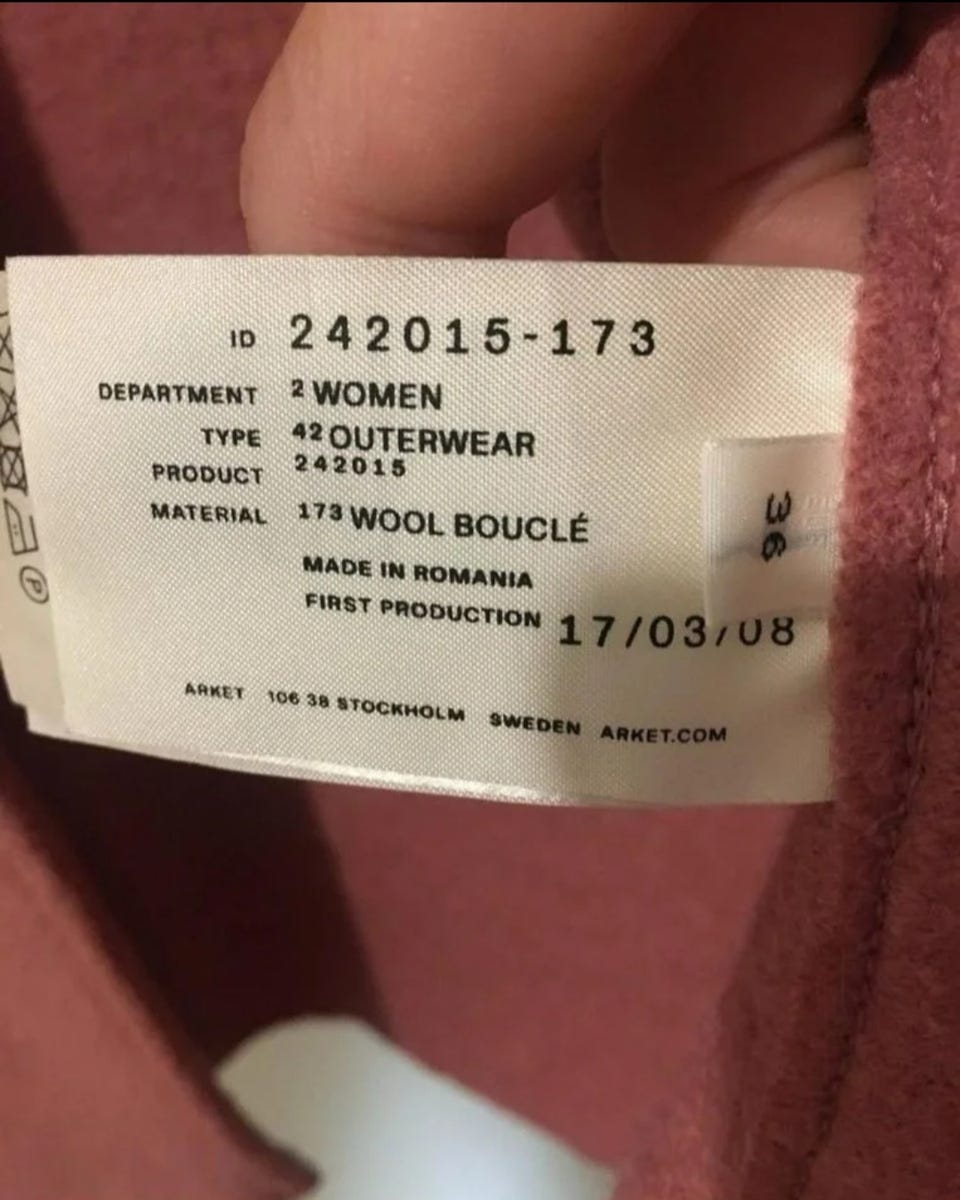 ID 242015-173
DEPARTMENT 2 WOMEN
TYPE 42 OUTERWEAR
PRODUCT 242015
MATERIAL 173 WOOL BOUCLÉ
MADE IN ROMANIA
FIRST PRODUCTION 17/03/08
ARKET 106 38 STOCKHOLM SWEDEN ARKET.COM
36
P